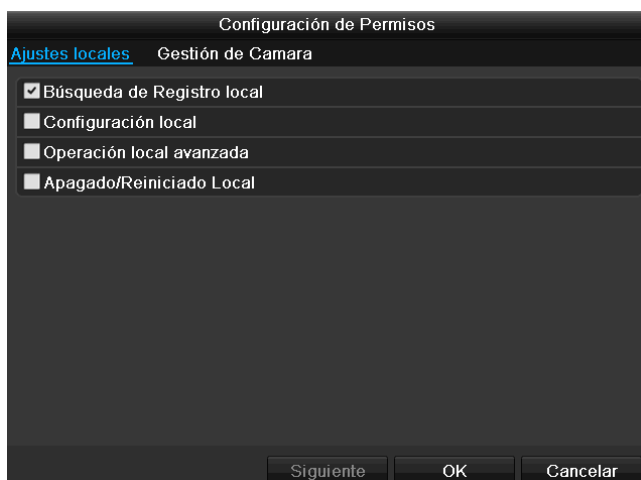 Configuración de Permisos
Ajustes locales Gestión de Camara
Búsqueda de Registro local
Configuración local
Operación local avanzada
Apagado/Reiniciado Local
Siguiente OK Cancelar